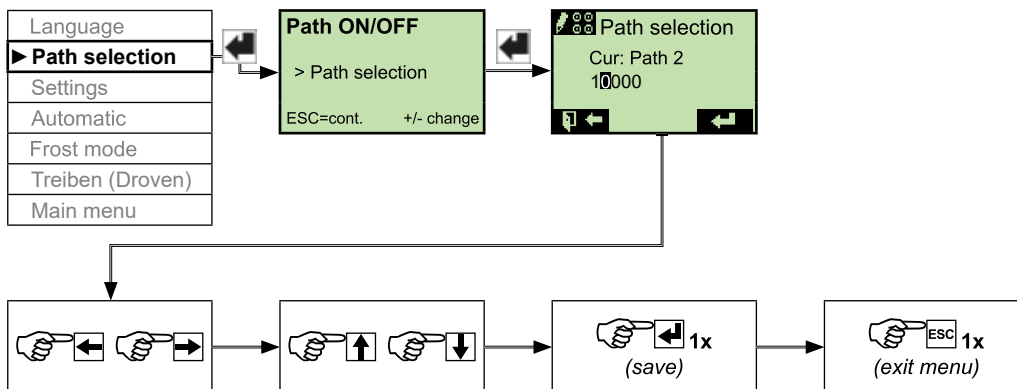 Language
Path selection
Settings
Automatic
Frost mode
Treiben (Droven)
Main menu
Path ON/OFF
> Path selection
ESC=cont. +/- change
Path selection
Cur: Path 2
10000
1x
(save)
ESC 1x
(exit menu)